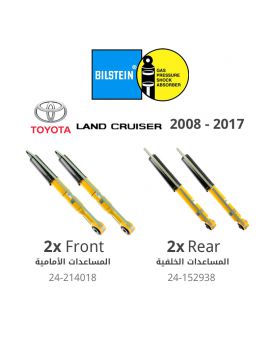 BILSTEIN
GAS
PRESSURE
SHOCK
ABSORBER
TOYOTA LAND CRUISER 2008 - 2017
2x Front
المساعدات الأمامية
24-214018
2x Rear
المساعدات الخلفية
24-152938